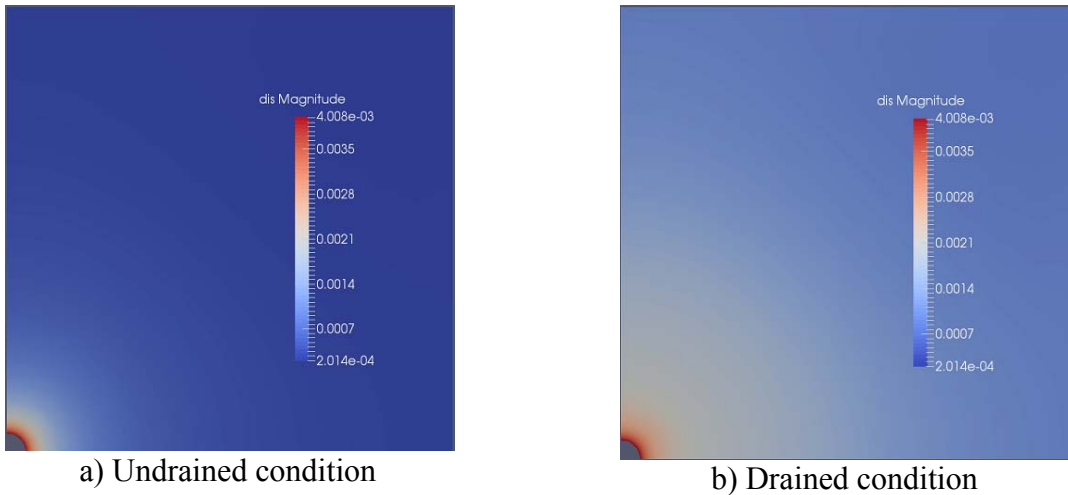 dis Magnitude
4.008e-03
0.0035
0.0028
0.0021
0.0014
0.0007
2.014e-04
a) Undrained condition
dis Magnitude
4.008e-03
0.0035
0.0028
0.0021
0.0014
0.0007
2.014e-04
b) Drained condition